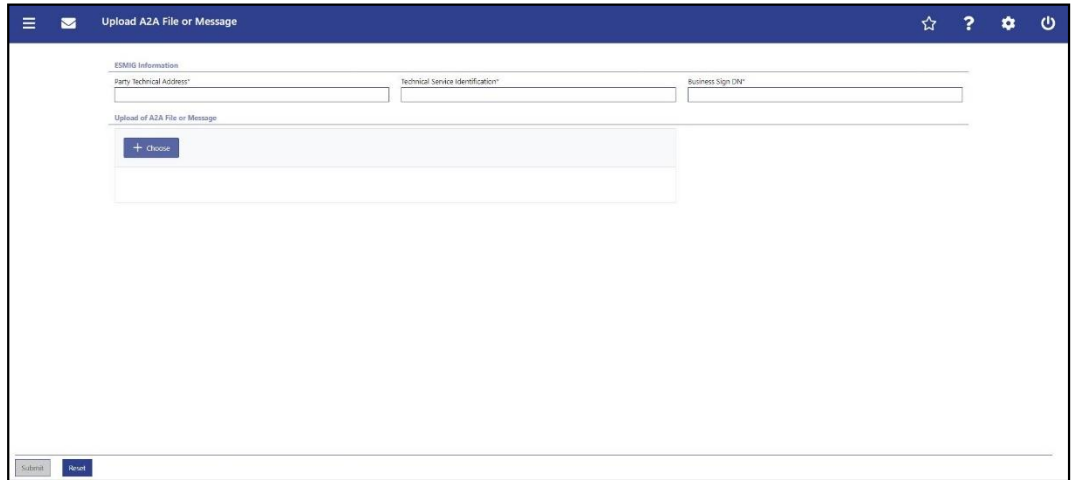 Upload A2A File or Message
?
ESMIG Information
Party Technical Address* Technical Service Identification* Business Sign DN*
Upload of A2A File or Message
+ Choose
Submit Reset